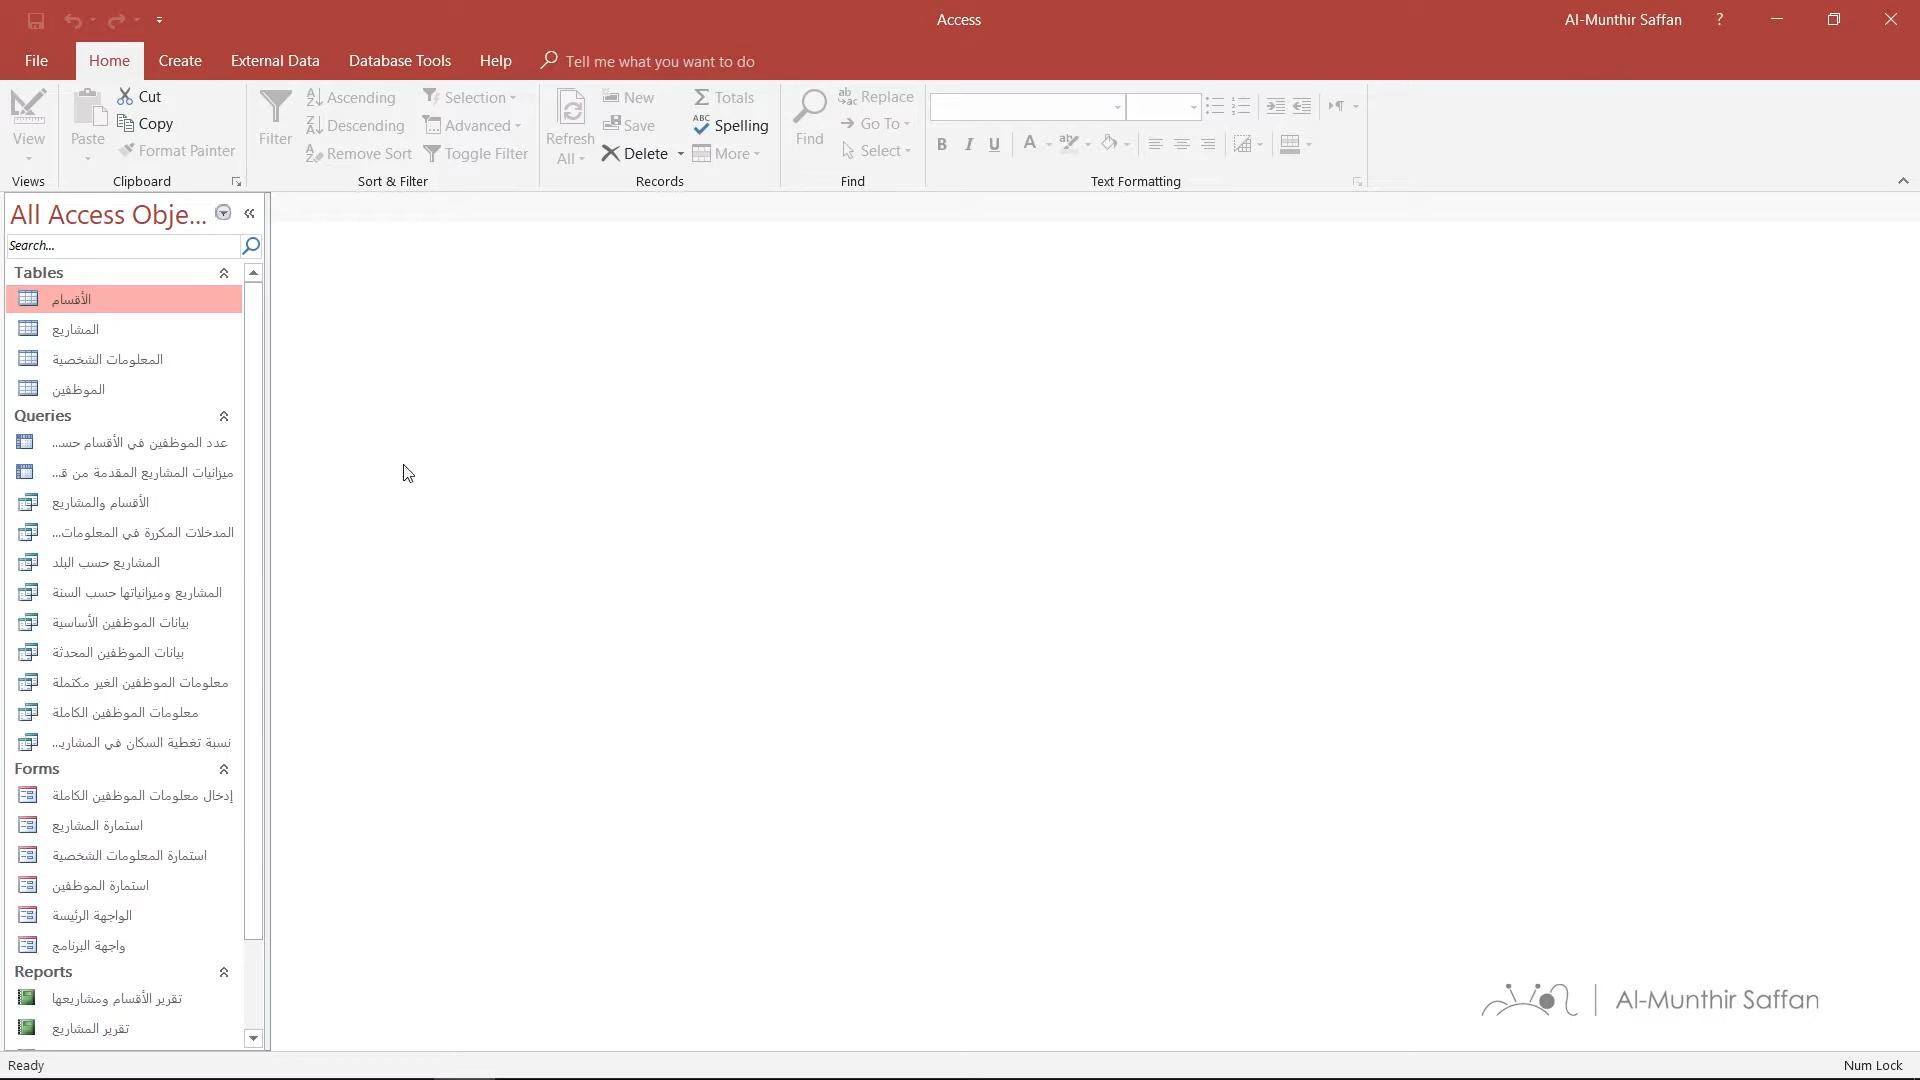 Access
Al-Munthir Saffan
?
File
Home
Create
External Data
Database Tools
Help
Tell me what you want to do
View
Paste
Cut
Copy
Format Painter
Filter
Ascending
Descending
Remove Sort
Selection
Advanced
Toggle Filter
Refresh
All
New
Save
Delete
Totals
Spelling
More
Find
Replace
Go To
Select
B I U A
Views
Clipboard
Sort & Filter
Records
Find
Text Formatting
All Access Obje...
Search...
Tables
الأقسام
المشاريع
المعلومات الشخصية
الموظفين
Queries
عدد الموظفين في الأقسام حسـ...
ميزانيات المشاريع المقدمة من قـ...
الأقسام والمشاريع
المدخلات المكررة في المعلومات...
المشاريع حسب البلد
المشاريع وميزانياتها حسب السنة
بيانات الموظفين الأساسية
بيانات الموظفين المحدثة
معلومات الموظفين الغير مكتملة
معلومات الموظفين الكاملة
نسبة تغطية السكان في المشاريـ...
Forms
إدخال معلومات الموظفين الكاملة
استمارة المشاريع
استمارة المعلومات الشخصية
استمارة الموظفين
الواجهة الرئيسة
واجهة البرنامج
Reports
تقرير الأقسام ومشاريعها
تقرير المشاريع
Al-Munthir Saffan
Ready
Num Lock